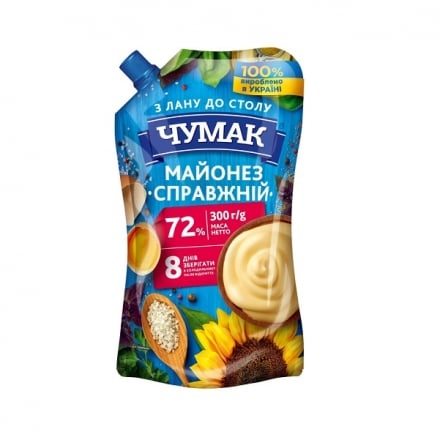 100%
вироблено
в УКРАЇНІ
З ЛАНУ ДО СТОЛУ
ЧУМАК
МАЙОНЕЗ
•СПРАВЖНІЙ•
72%
300 г/g
МАСА
НЕТТО
8
ДНІВ
ЗБЕРІГАТИ